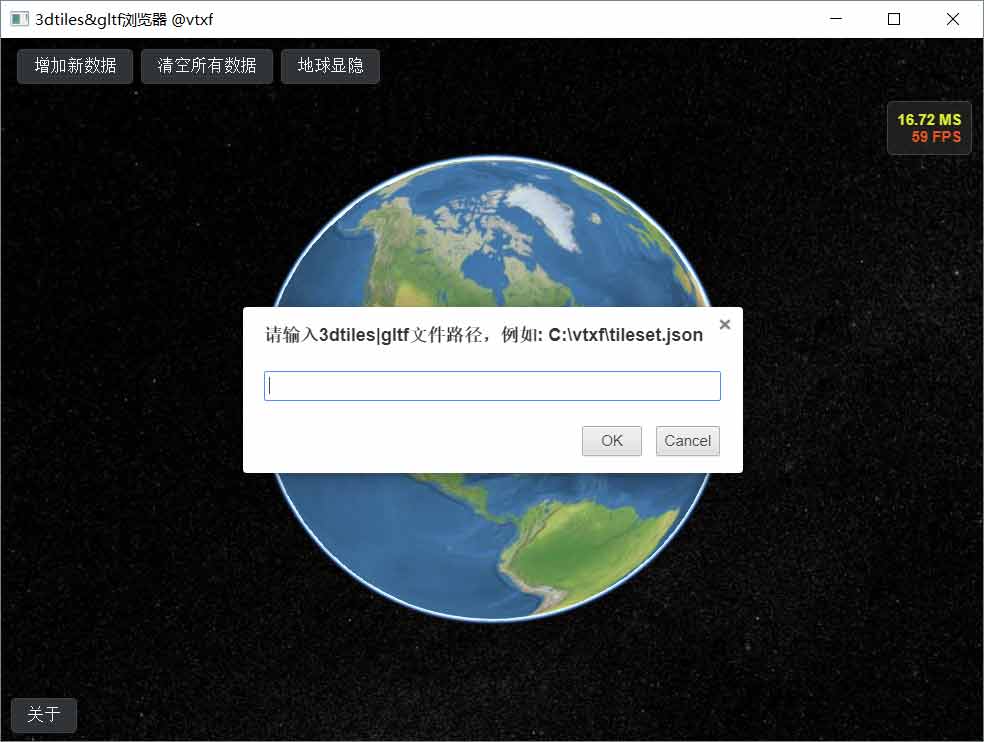 3dtiles&gltf浏览器 @vtxf
增加新数据 清空所有数据 地球显隐
16.72 MS
59 FPS
请输入3dtiles|gltf文件路径，例如: C:\vtxf\tileset.json
OK Cancel
关于